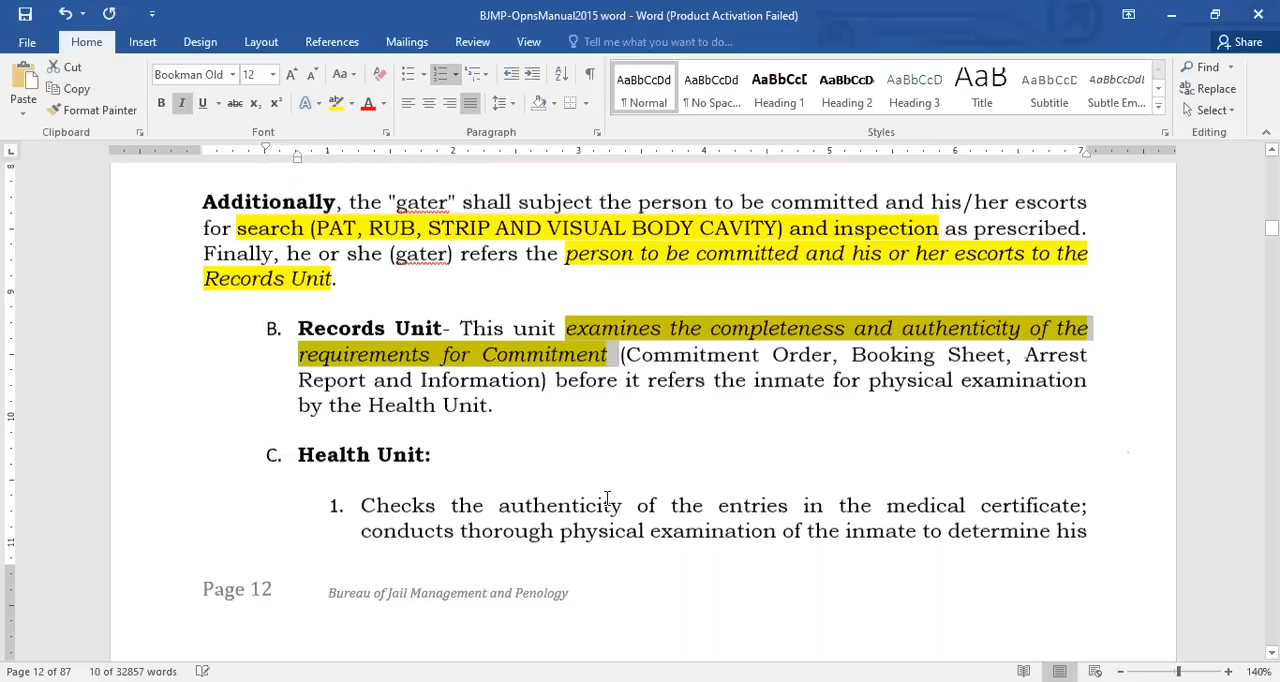 BJMP-OpnsManual2015 word - Word (Product Activation Failed)
File Home Insert Design Layout References Mailings Review View Tell me what you want to do... Share
Paste Cut Copy Format Painter
Bookman Old 12
AaBbCcDd AaBbCcDd AaBbCcI AaBbCc AaBbCcD AaB AaBbCcD AaBbCcDdI
¶ Normal ¶ No Spac... Heading 1 Heading 2 Heading 3 Title Subtitle Subtle Em...
Find
Replace
Select
Clipboard Font Paragraph Styles Editing
1 2 3 4 5 6 7
Additionally, the "gater" shall subject the person to be committed and his/her escorts
for search (PAT, RUB, STRIP AND VISUAL BODY CAVITY) and inspection as prescribed.
Finally, he or she (gater) refers the person to be committed and his or her escorts to the
Records Unit.
B. Records Unit- This unit examines the completeness and authenticity of the
requirements for Commitment (Commitment Order, Booking Sheet, Arrest
Report and Information) before it refers the inmate for physical examination
by the Health Unit.
C. Health Unit:
1. Checks the authenticity of the entries in the medical certificate;
conducts thorough physical examination of the inmate to determine his
Page 12 Bureau of Jail Management and Penology
Page 12 of 87 10 of 32857 words 140%